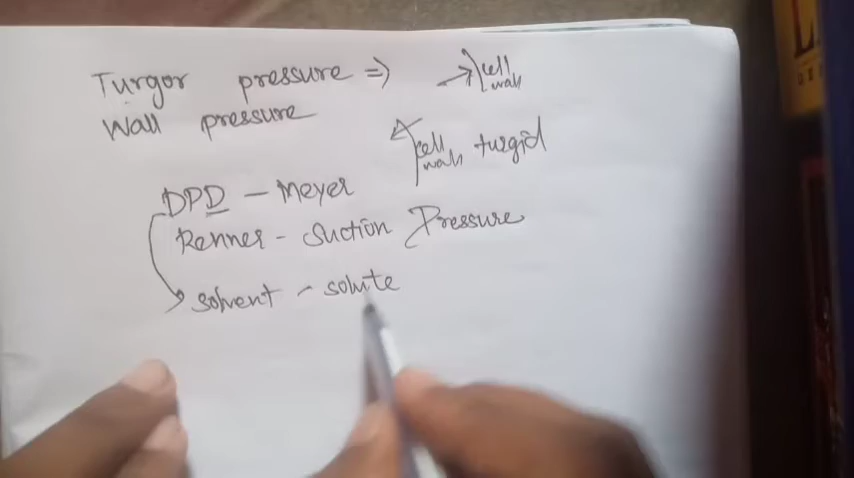 Turgor pressure => → cell wall
Wall pressure
cell wall turgid
DPD - Meyer
Renner - Suction Pressure
solvent - solute